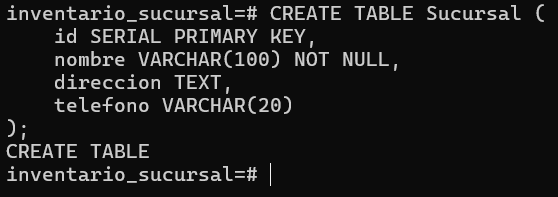 inventario_sucursal=# CREATE TABLE Sucursal (
    id SERIAL PRIMARY KEY,
    nombre VARCHAR(100) NOT NULL,
    direccion TEXT,
    telefono VARCHAR(20)
);
CREATE TABLE
inventario_sucursal=#